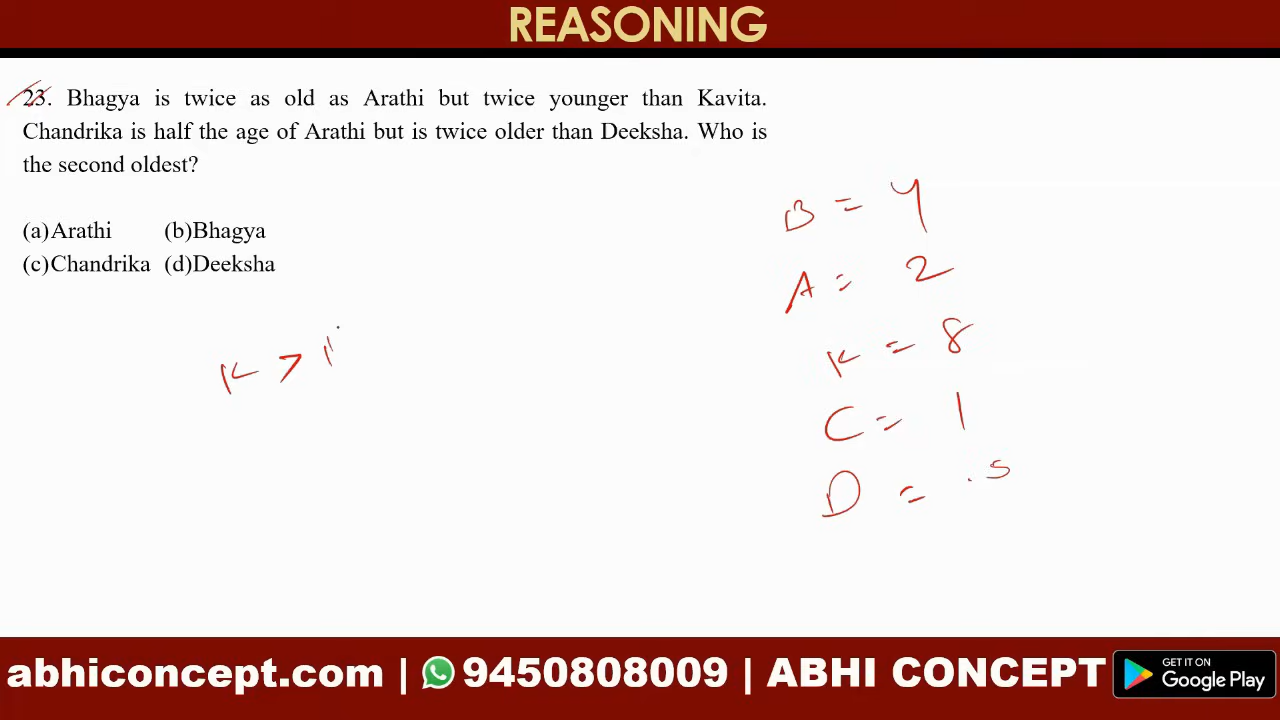 REASONING
23. Bhagya is twice as old as Arathi but twice younger than Kavita.
Chandrika is half the age of Arathi but is twice older than Deeksha. Who is
the second oldest?
(a)Arathi (b)Bhagya
(c)Chandrika (d)Deeksha
B = 4
A = 2
K = 8
C = 1
D = .5
K >
abhiconcept.com | 9450808009 | ABHI CONCEPT
GET IT ON
Google Play